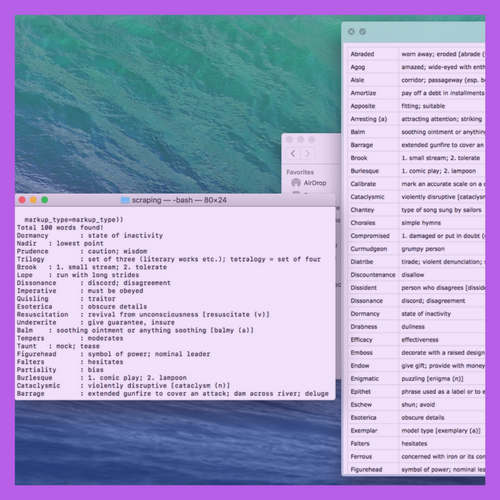 scraping — -bash — 80×24
markup_type=markup_type))
Total 100 words found!
Dormancy : state of inactivity
Nadir : lowest point
Prudence : caution; wisdom
Trilogy : set of three (literary works etc.); tetralogy = set of four
Brook : 1. small stream; 2. tolerate
Lope : run with long strides
Dissonance : discord; disagreement
Imperative : must be obeyed
Quisling : traitor
Esoterica : obscure details
Resuscitation : revival from unconsciousness [resuscitate (v)]
Underwrite : give guarantee, insure
Balm : soothing ointment or anything soothing [balmy (a)]
Tempers : moderates
Taunt : mock; tease
Figurehead : symbol of power; nominal leader
Falters : hesitates
Partiality : bias
Burlesque : 1. comic play; 2. lampoon
Cataclysmic : violently disruptive [cataclysm (n)]
Barrage : extended gunfire to cover an attack; dam across river; deluge
Favorites
AirDrop
Abraded worn away; eroded [abrade (
Agog amazed; wide-eyed with enth
Aisle corridor; passageway (esp. b
Amortize pay off a debt in installments
Apposite fitting; suitable
Arresting (a) attracting attention; striking
Balm soothing ointment or anything
Barrage extended gunfire to cover an
Brook 1. small stream; 2. tolerate
Burlesque 1. comic play; 2. lampoon
Calibrate mark an accurate scale on a
Cataclysmic violently disruptive [cataclysm
Chantey type of song sung by sailors
Chorales simple hymns
Compromised 1. damaged or put in doubt (
Curmudgeon grumpy person
Diatribe tirade; violent denunciation;
Discountenance disallow
Dissident person who disagrees [disside
Dissonance discord; disagreement
Dormancy state of inactivity
Drabness dullness
Efficacy effectiveness
Emboss decorate with a raised design
Endow give gift; provide with money
Enigmatic puzzling [enigma (n)]
Epithet phrase used as a label or to e
Eschew shun; avoid
Esoterica obscure details
Exemplar model type [exemplary (a)]
Falters hesitates
Ferrous concerned with iron or its con
Figurehead symbol of power; nominal lea